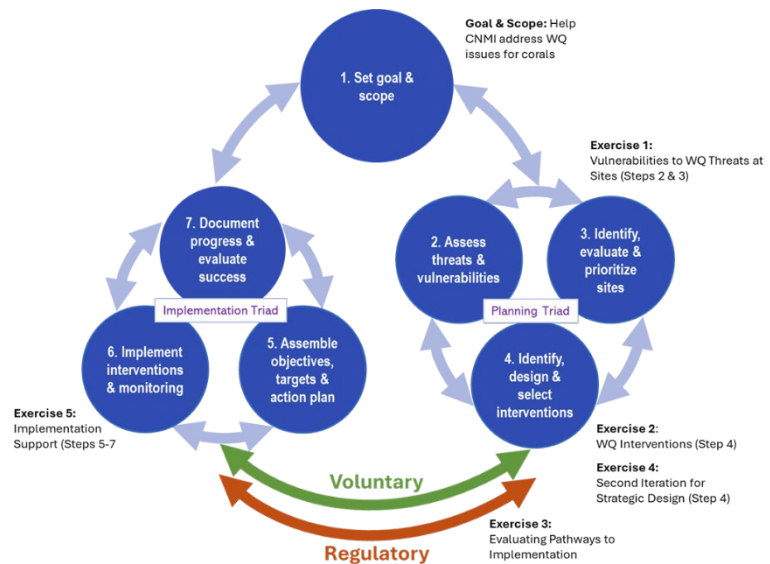 Goal & Scope: Help
CNMI address WQ
issues for corals
1. Set goal &
scope
Exercise 1:
Vulnerabilities to WQ Threats at
Sites (Steps 2 & 3)
7. Document
progress &
evaluate
success
2. Assess
threats &
vulnerabilities
3. Identify,
evaluate &
prioritize
sites
Implementation Triad
Planning Triad
6. Implement
interventions
& monitoring
5. Assemble
objectives,
targets &
action plan
4. Identify,
design &
select
interventions
Exercise 5:
Implementation
Support (Steps 5-7
Exercise 2:
WQ Interventions (Step 4)
Exercise 4:
Second Iteration for
Strategic Design (Step 4)
Voluntary
Exercise 3:
Evaluating Pathways to
Implementation
Regulatory